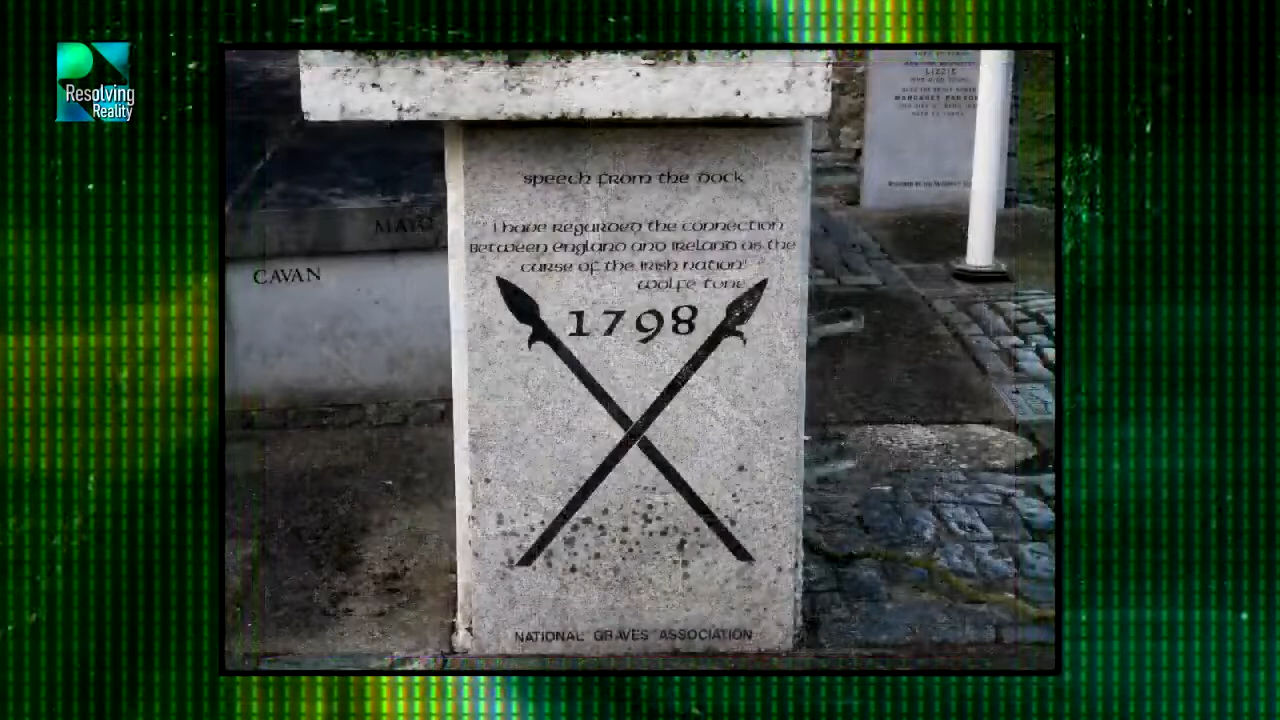 Resolving
Reality
speech from the dock
"I have regarded the connection
between england and ireland as the
curse of the irish nation"
wolfe tone
1798
NATIONAL GRAVES ASSOCIATION
CAVAN
LIZZIE
MARGARET